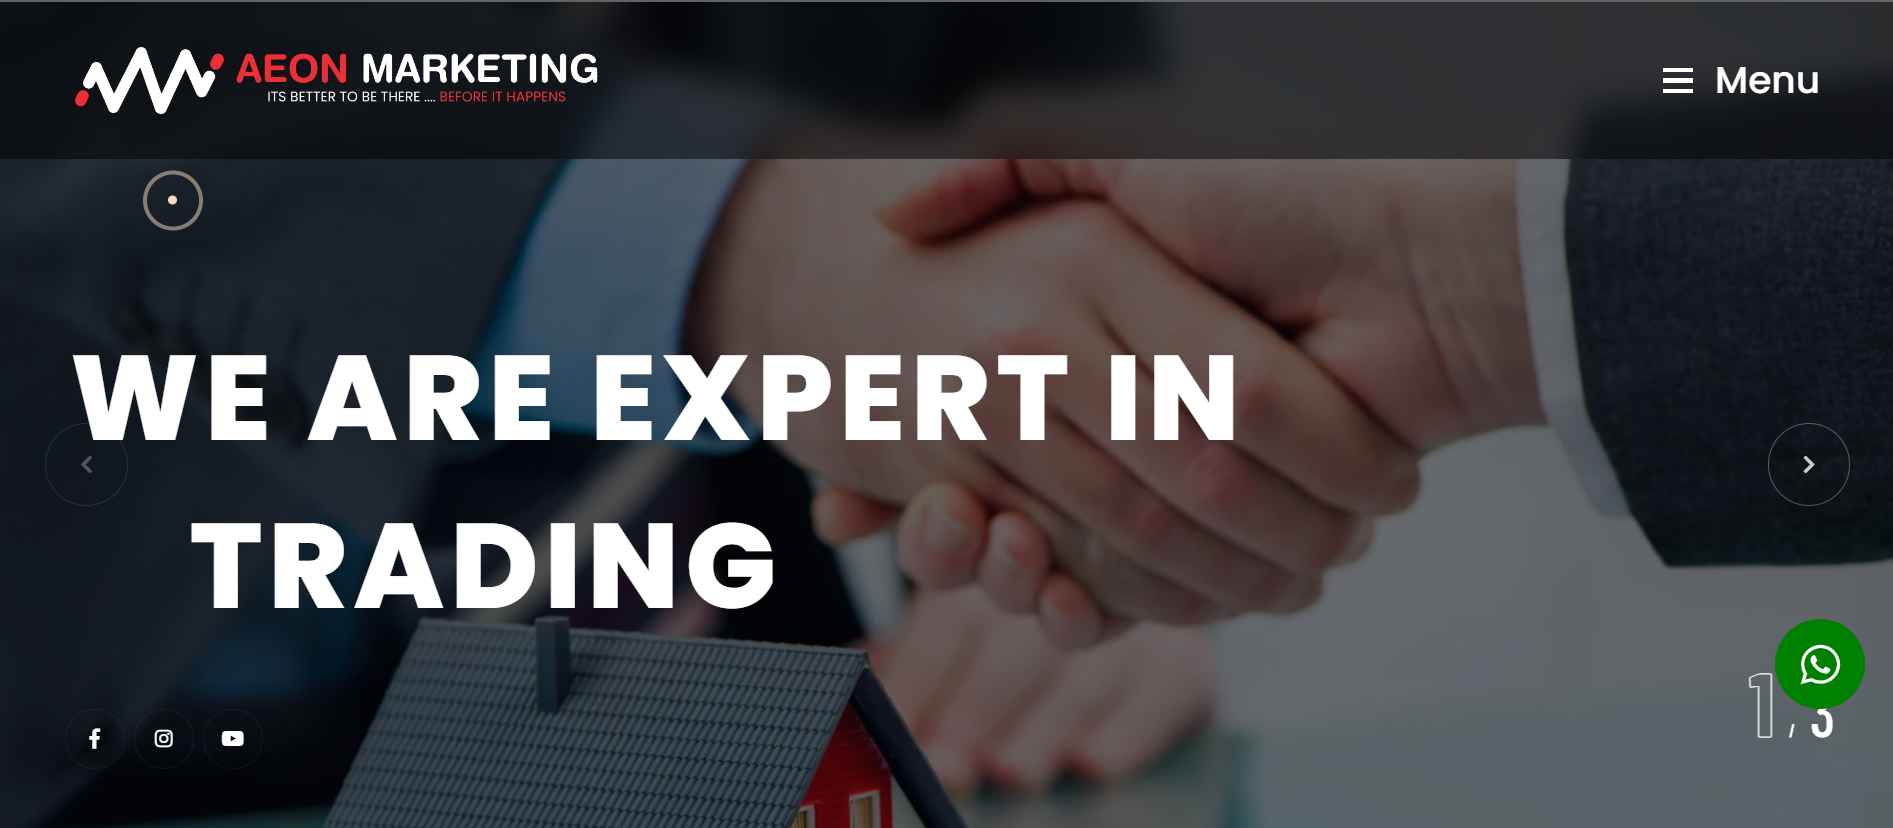 AEON MARKETING
ITS BETTER TO BE THERE .... BEFORE IT HAPPENS
Menu
WE ARE EXPERT IN
TRADING
1 / 3